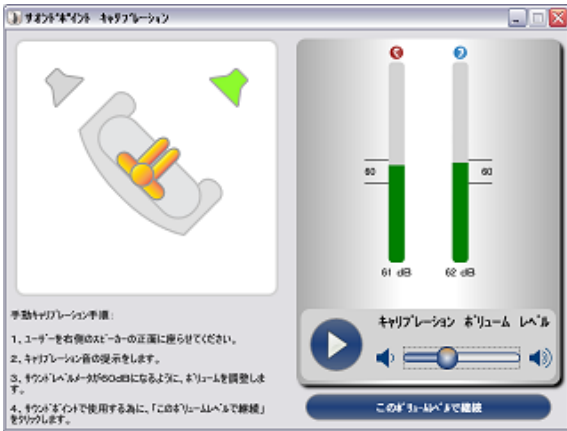 ｻｵﾝﾄﾞﾎﾟｲﾝﾄ ｷｬﾘﾌﾞﾚｰｼｮﾝ
60
60
61 dB
62 dB
手動ｷｬﾘﾌﾞﾚｰｼｮﾝ手順：
1、ﾕｰｻﾞｰを右側のｽﾋﾟｰｶｰの正面に座らせてください。
2、ｷｬﾘﾌﾞﾚｰｼｮﾝ音の提示をします。
3、ｻｳﾝﾄﾞﾚﾍﾞﾙﾒｰﾀが60dBになるように、ﾎﾞﾘｭｰﾑを調整しま
す。
4、ｻｳﾝﾄﾞﾎﾟｲﾝﾄで使用する為に、「このﾎﾞﾘｭｰﾑﾚﾍﾞﾙで継続」
をｸﾘｯｸします。
ｷｬﾘﾌﾞﾚｰｼｮﾝ ﾎﾞﾘｭｰﾑ ﾚﾍﾞﾙ
このﾎﾞﾘｭｰﾑﾚﾍﾞﾙで継続